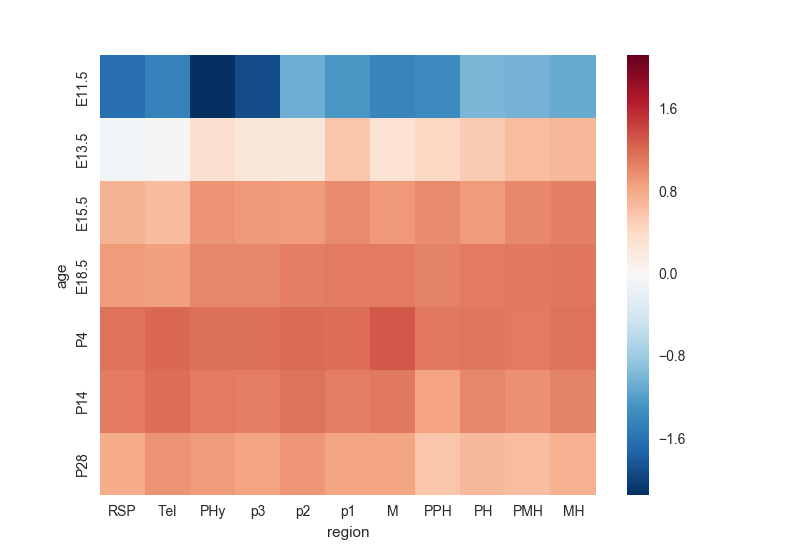 E11.5
E13.5
E15.5
E18.5
P4
P14
P28
age
RSP Tel PHy p3 p2 p1 M PPH PH PMH MH
region
1.6
0.8
0.0
−0.8
−1.6